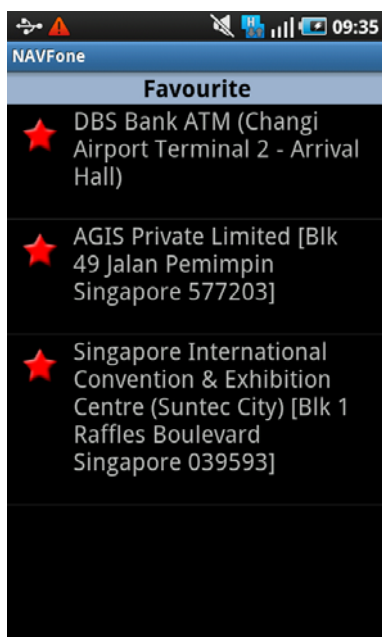 09:35
NAVFone
Favourite
DBS Bank ATM (Changi
Airport Terminal 2 - Arrival
Hall)
AGIS Private Limited [Blk
49 Jalan Pemimpin
Singapore 577203]
Singapore International
Convention & Exhibition
Centre (Suntec City) [Blk 1
Raffles Boulevard
Singapore 039593]